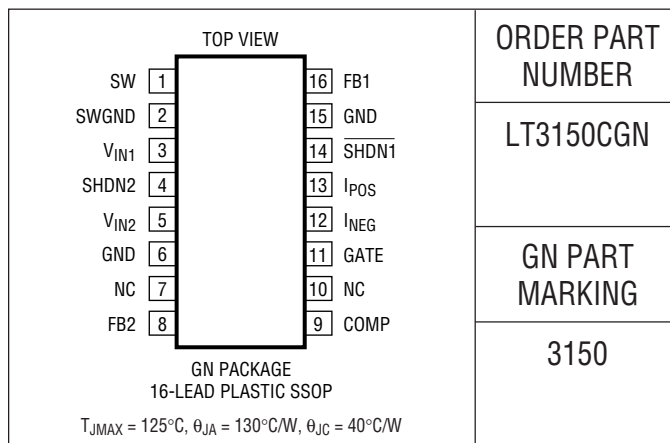 TOP VIEW
SW 1 16 FB1
SWGND 2 15 GND
VIN1 3 14 SHDN1
SHDN2 4 13 IPOS
VIN2 5 12 INEG
GND 6 11 GATE
NC 7 10 NC
FB2 8 9 COMP
GN PACKAGE
16-LEAD PLASTIC SSOP
TJMAX = 125°C, θJA = 130°C/W, θJC = 40°C/W
ORDER PART
NUMBER
LT3150CGN
GN PART
MARKING
3150